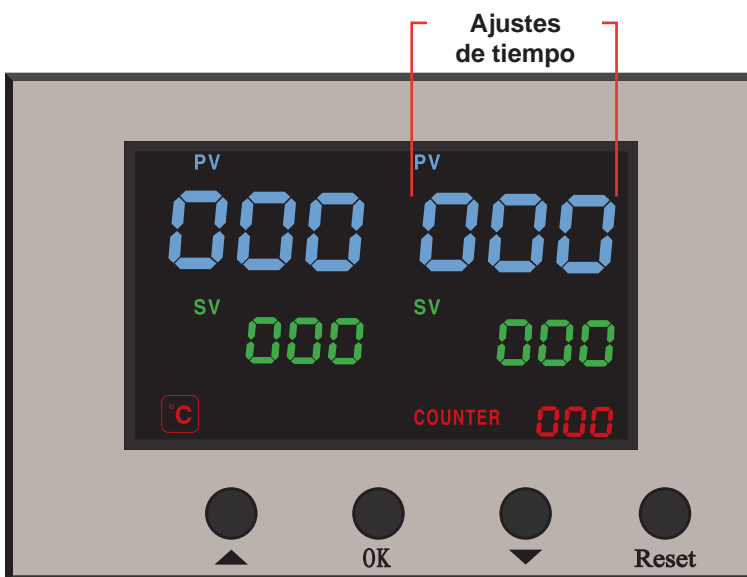 Ajustes
de tiempo
PV PV
000 000
SV SV
000 000
°C COUNTER 000
OK Reset